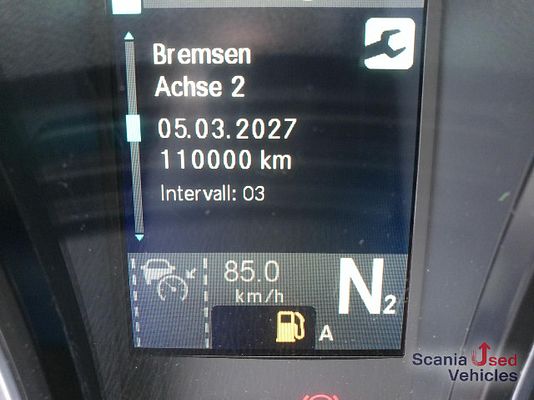 Bremsen
Achse 2
05.03.2027
110000 km
Intervall: 03
85.0
km/h
N2
A
Scania Used
Vehicles